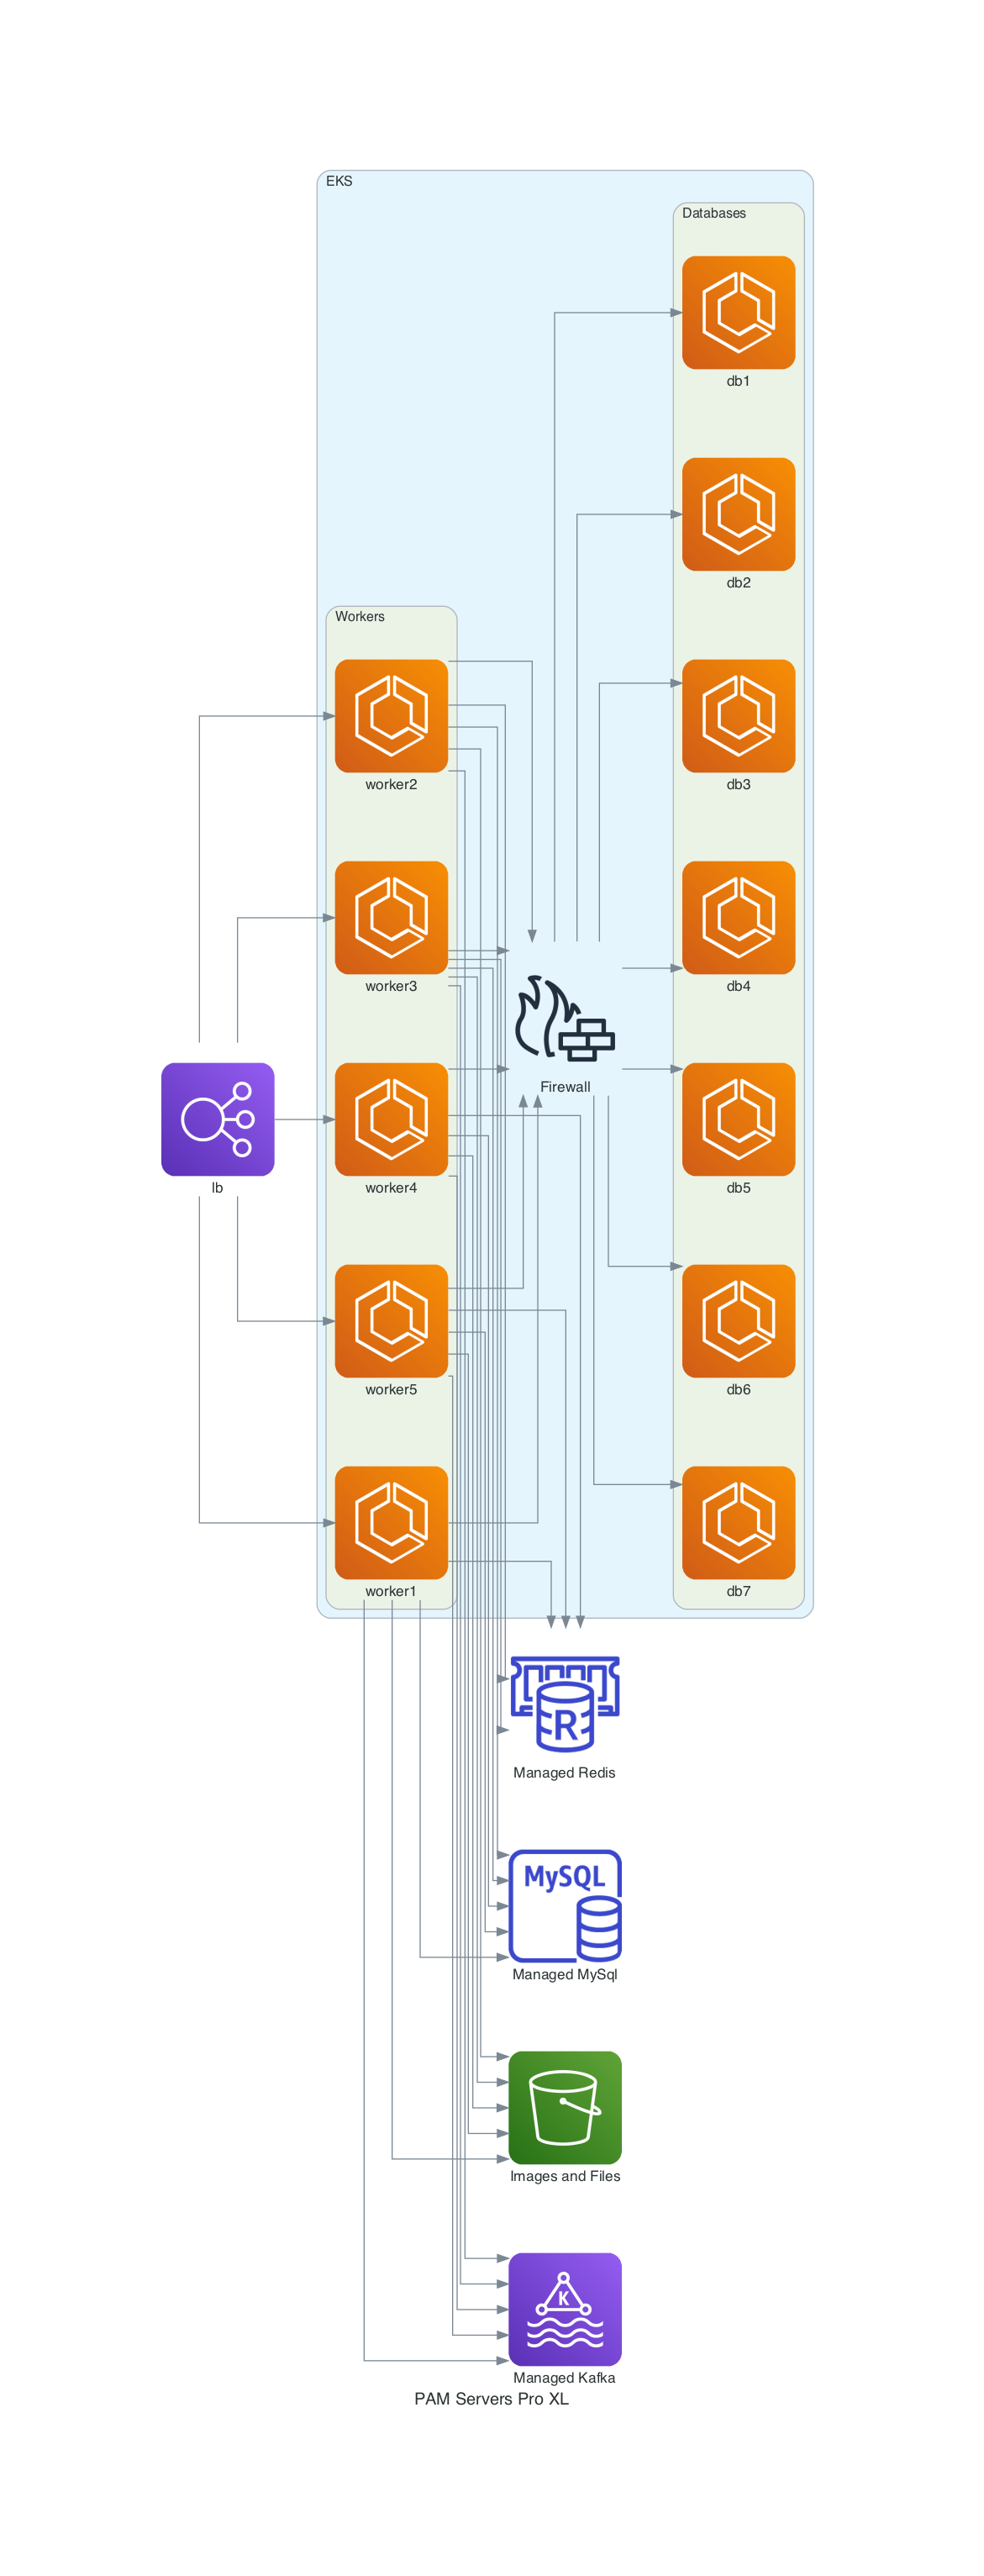 EKS
Databases
db1
db2
Workers
worker2
db3
worker3
db4
Firewall
lb
worker4
db5
worker5
db6
worker1
db7
R
Managed Redis
MySQL
Managed MySql
Images and Files
K
Managed Kafka
PAM Servers Pro XL